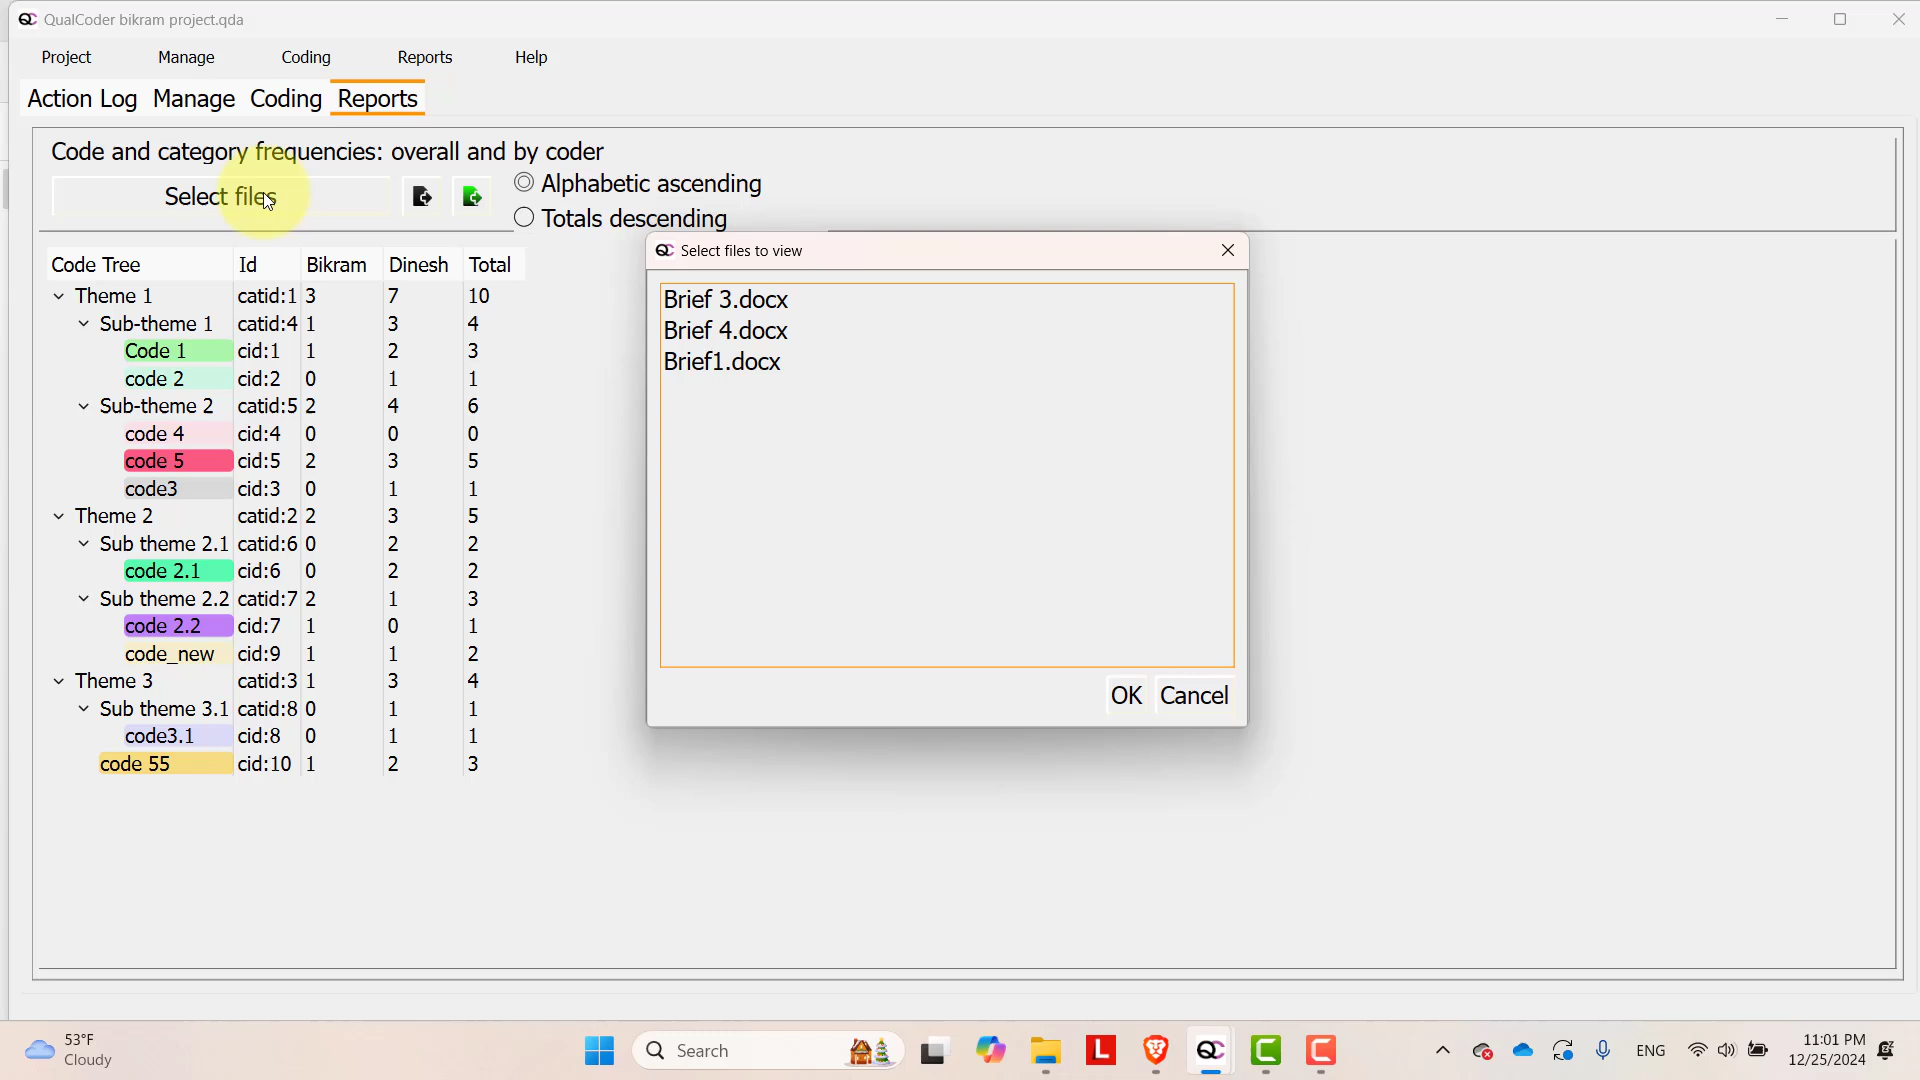 QualCoder bikram project.qda
Project Manage Coding Reports Help
Action Log Manage Coding Reports
Code and category frequencies: overall and by coder
Select files
Alphabetic ascending
Totals descending
Code Tree Id Bikram Dinesh Total
Theme 1 catid:1 3 7 10
Sub-theme 1 catid:4 1 3 4
Code 1 cid:1 1 2 3
code 2 cid:2 0 1 1
Sub-theme 2 catid:5 2 4 6
code 4 cid:4 0 0 0
code 5 cid:5 2 3 5
code3 cid:3 0 1 1
Theme 2 catid:2 2 3 5
Sub theme 2.1 catid:6 0 2 2
code 2.1 cid:6 0 2 2
Sub theme 2.2 catid:7 2 1 3
code 2.2 cid:7 1 0 1
code_new cid:9 1 1 2
Theme 3 catid:3 1 3 4
Sub theme 3.1 catid:8 0 1 1
code3.1 cid:8 0 1 1
code 55 cid:10 1 2 3
Select files to view
Brief 3.docx
Brief 4.docx
Brief1.docx
OK Cancel
53°F
Cloudy
Search
ENG
11:01 PM
12/25/2024